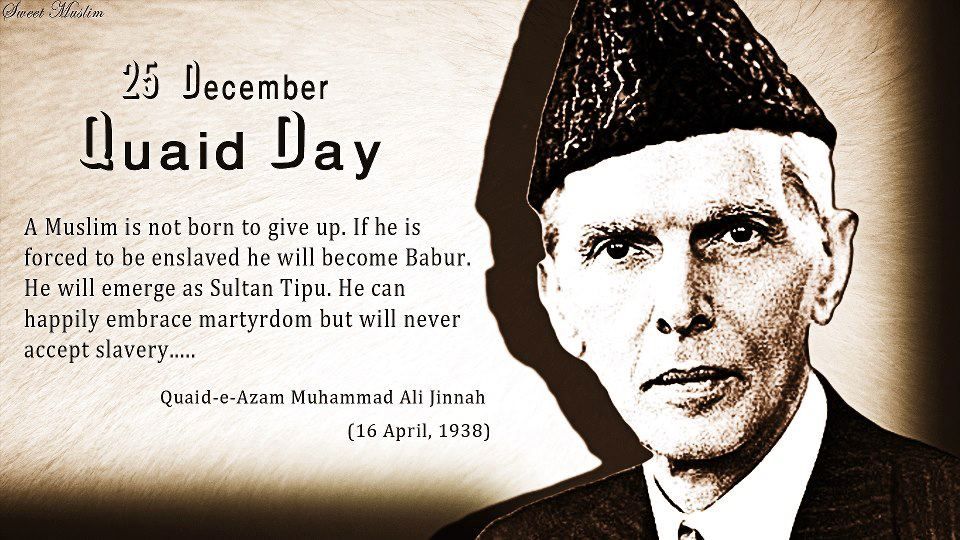 Sweet Muslim
25 December
Quaid Day
A Muslim is not born to give up. If he is
forced to be enslaved he will become Babur.
He will emerge as Sultan Tipu. He can
happily embrace martyrdom but will never
accept slavery.....
Quaid-e-Azam Muhammad Ali Jinnah
(16 April, 1938)